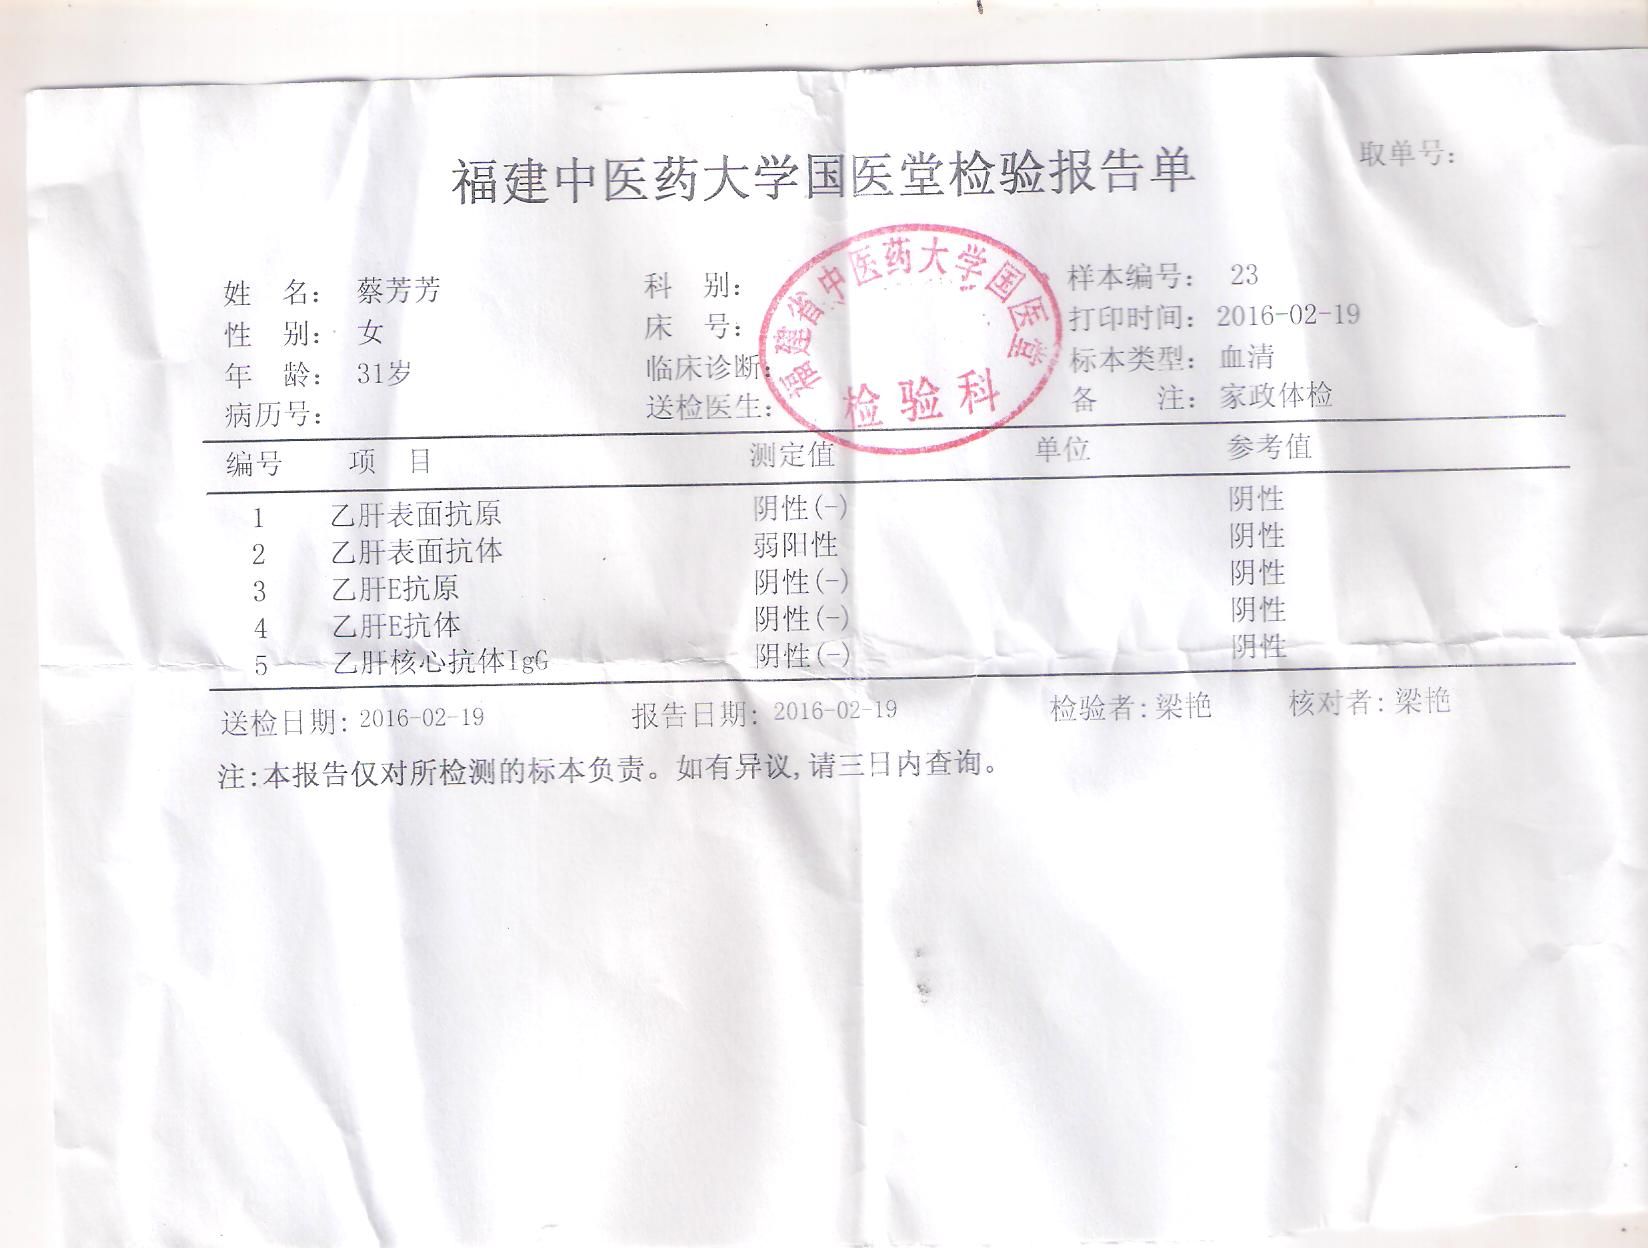 取单号：
福建中医药大学国医堂检验报告单
福建省中医药大学国医堂
检验科
姓 名： 蔡芳芳 科 别： 样本编号： 23
性 别： 女 床 号： 打印时间： 2016-02-19
年 龄： 31岁 临床诊断： 标本类型： 血清
病历号： 送检医生： 备 注： 家政体检
编号 项 目 测定值 单位 参考值
1 乙肝表面抗原 阴性(-) 阴性
2 乙肝表面抗体 弱阳性 阴性
3 乙肝E抗原 阴性(-) 阴性
4 乙肝E抗体 阴性(-) 阴性
5 乙肝核心抗体IgG 阴性(-) 阴性
送检日期：2016-02-19 报告日期：2016-02-19 检验者：梁艳 核对者：梁艳
注:本报告仅对所检测的标本负责。如有异议,请三日内查询。